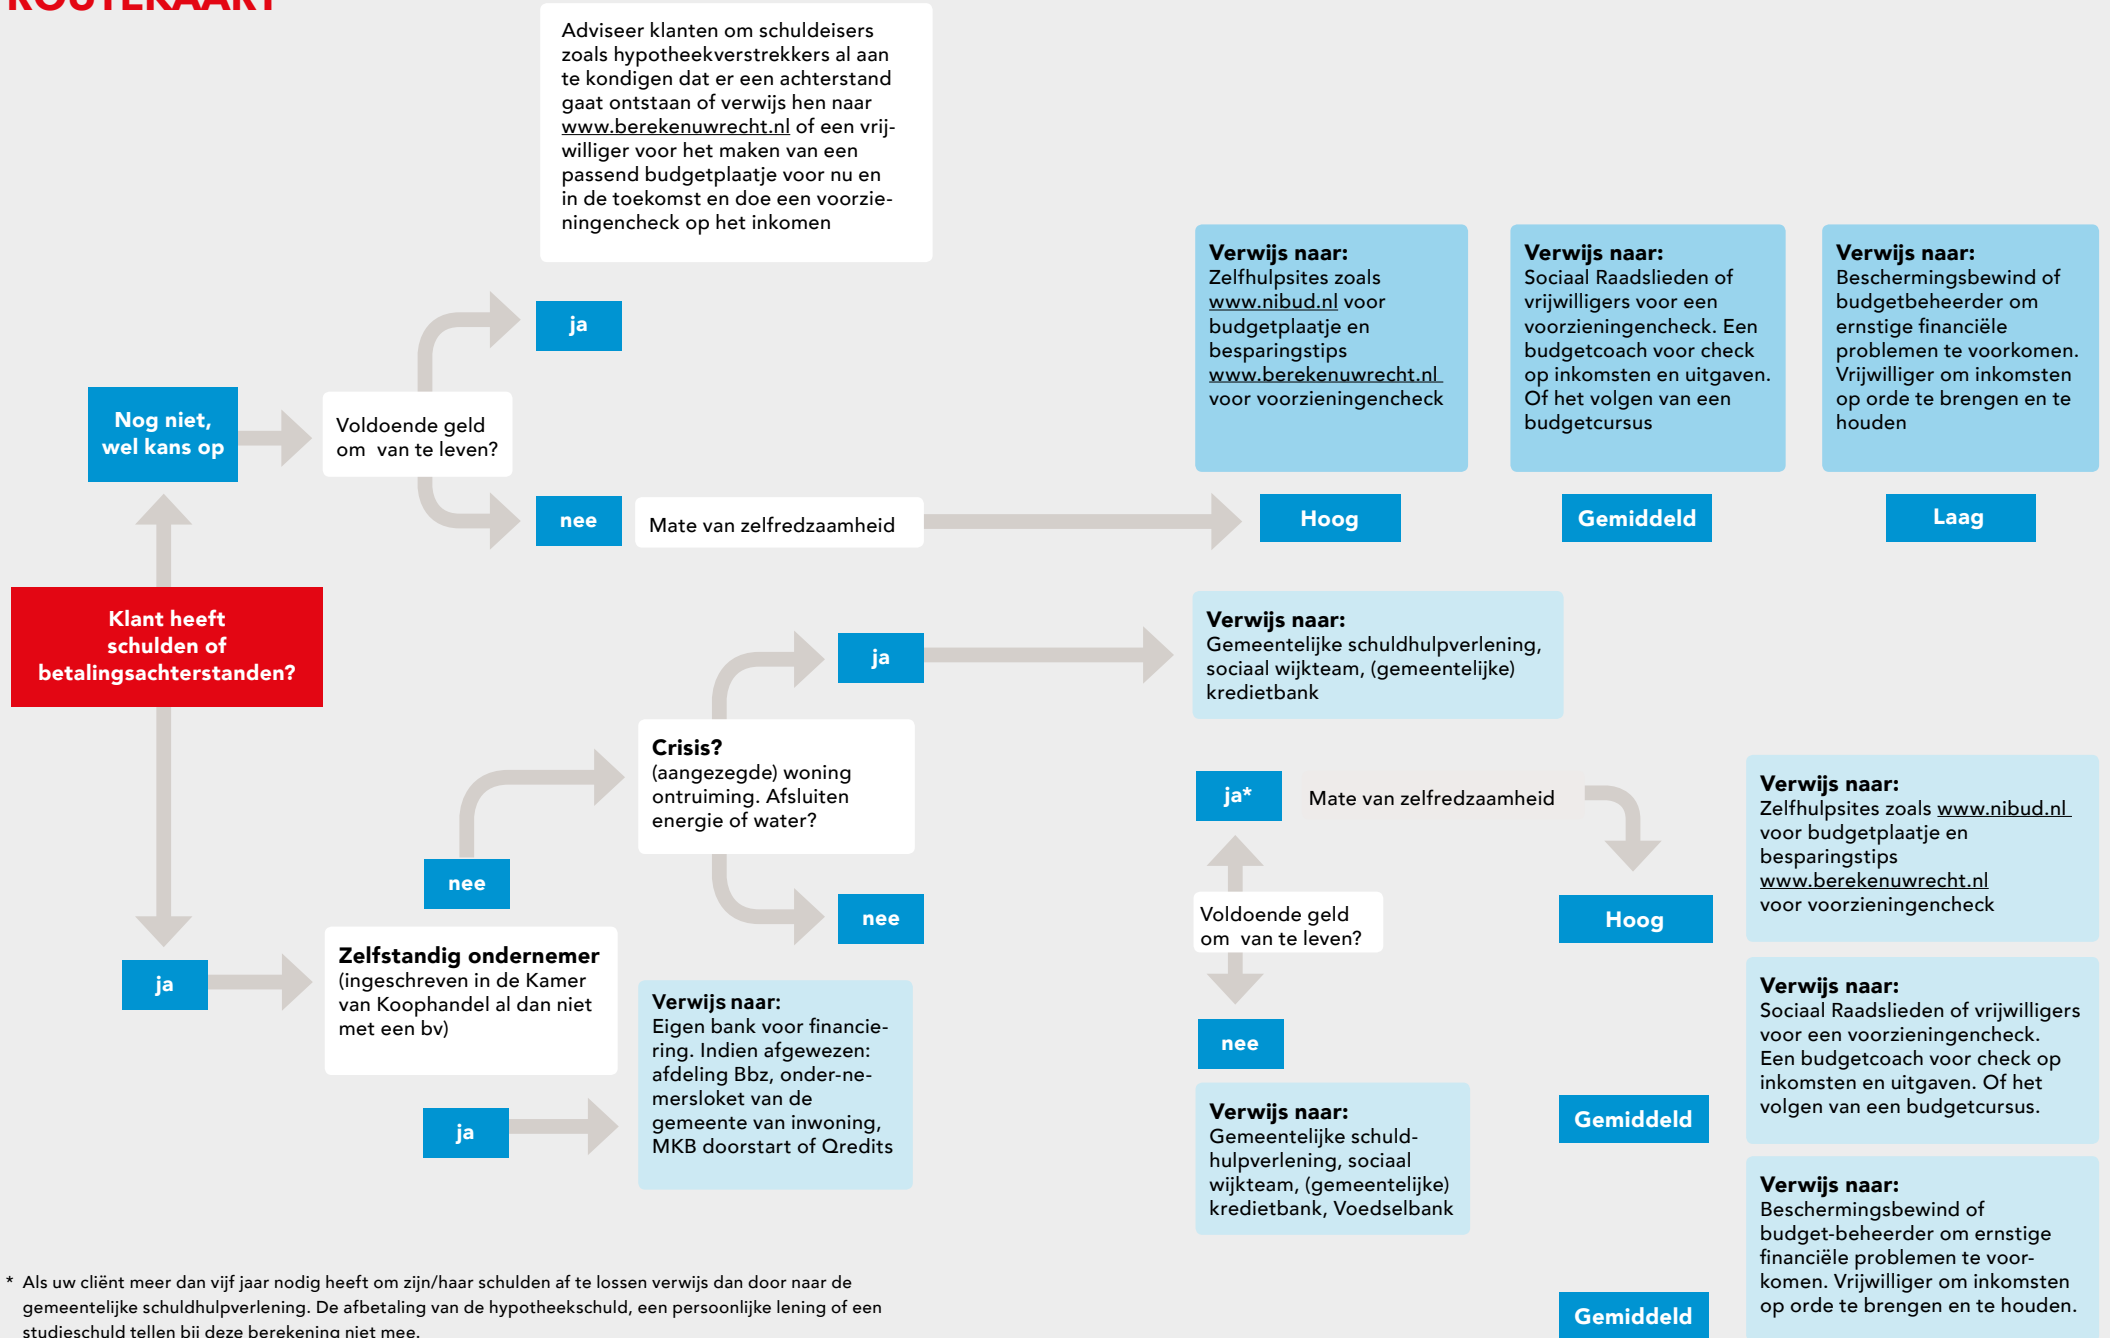 ROUTEKAART
Adviseer klanten om schuldeisers
zoals hypotheekverstrekkers al aan
te kondigen dat er een achterstand
gaat ontstaan of verwijs hen naar
www.berekenuwrecht.nl of een vrij-
williger voor het maken van een
passend budgetplaatje voor nu en
in de toekomst en doe een voorzie-
ningencheck op het inkomen
ja
Nog niet,
wel kans op
Voldoende geld
om van te leven?
nee
Mate van zelfredzaamheid
Verwijs naar:
Zelfhulpsites zoals
www.nibud.nl voor
budgetplaatje en
besparingstips
www.berekenuwrecht.nl
voor voorzieningencheck
Hoog
Verwijs naar:
Sociaal Raadslieden of
vrijwilligers voor een
voorzieningencheck. Een
budgetcoach voor check
op inkomsten en uitgaven.
Of het volgen van een
budgetcursus
Gemiddeld
Verwijs naar:
Beschermingsbewind of
budgetbeheerder om
ernstige financiële
problemen te voorkomen.
Vrijwilliger om inkomsten
op orde te brengen en te
houden
Laag
Klant heeft
schulden of
betalingsachterstanden?
ja
Zelfstandig ondernemer
(ingeschreven in de Kamer
van Koophandel al dan niet
met een bv)
nee
Crisis?
(aangezegde) woning
ontruiming. Afsluiten
energie of water?
ja
Verwijs naar:
Gemeentelijke schuldhulpverlening,
sociaal wijkteam, (gemeentelijke)
kredietbank
nee
ja
Verwijs naar:
Eigen bank voor financie-
ring. Indien afgewezen:
afdeling Bbz, onder-ne-
mersloket van de
gemeente van inwoning,
MKB doorstart of Qredits
ja*
Mate van zelfredzaamheid
Voldoende geld
om van te leven?
nee
Verwijs naar:
Gemeentelijke schuld-
hulpverlening, sociaal
wijkteam, (gemeentelijke)
kredietbank, Voedselbank
Hoog
Verwijs naar:
Zelfhulpsites zoals www.nibud.nl
voor budgetplaatje en
besparingstips
www.berekenuwrecht.nl
voor voorzieningencheck
Gemiddeld
Verwijs naar:
Sociaal Raadslieden of vrijwilligers
voor een voorzieningencheck.
Een budgetcoach voor check op
inkomsten en uitgaven. Of het
volgen van een budgetcursus.
Gemiddeld
Verwijs naar:
Beschermingsbewind of
budget-beheerder om ernstige
financiële problemen te voor-
komen. Vrijwilliger om inkomsten
op orde te brengen en te houden.
* Als uw cliënt meer dan vijf jaar nodig heeft om zijn/haar schulden af te lossen verwijs dan door naar de
gemeentelijke schuldhulpverlening. De afbetaling van de hypotheekschuld, een persoonlijke lening of een
studieschuld tellen bij deze berekening niet mee.